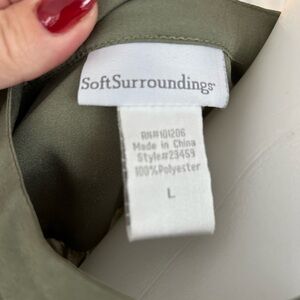 SoftSurroundings
RN#101206
Made in China
Style#23459
100%Polyester
L